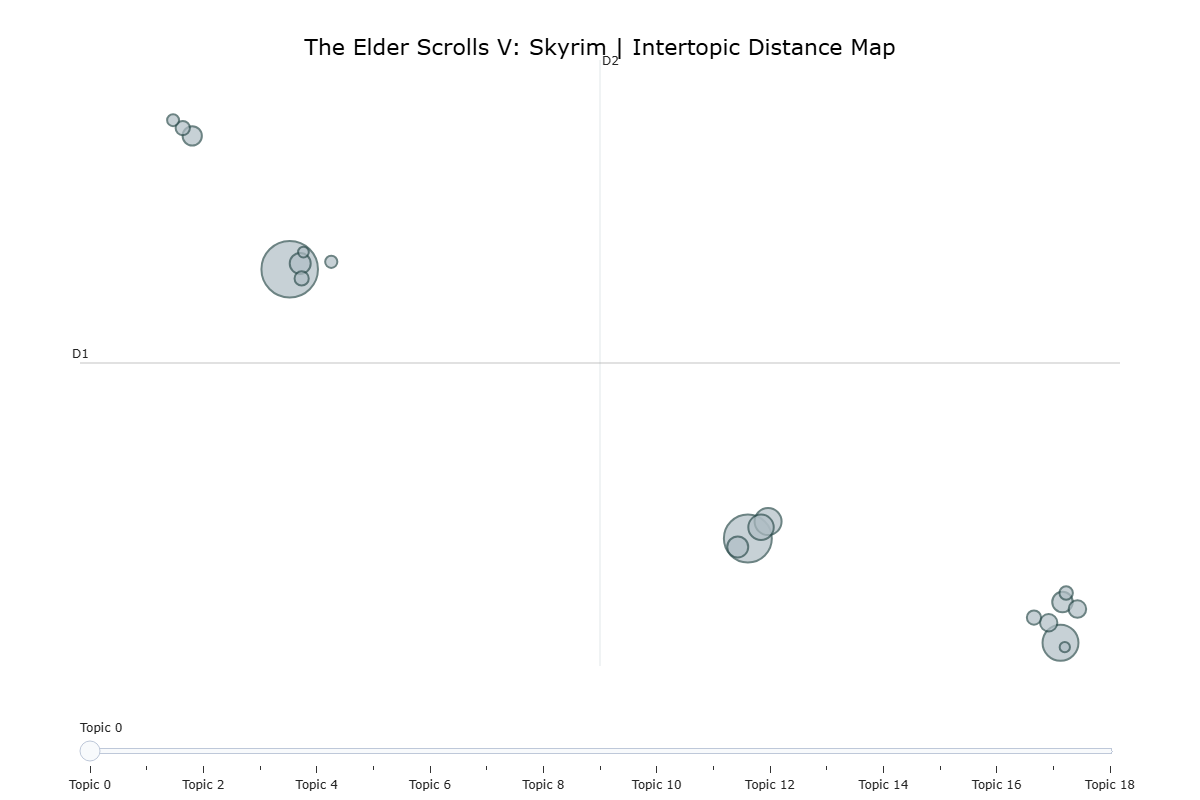 The Elder Scrolls V: Skyrim | Intertopic Distance Map
D2
D1
Topic 0
Topic 0 Topic 2 Topic 4 Topic 6 Topic 8 Topic 10 Topic 12 Topic 14 Topic 16 Topic 18